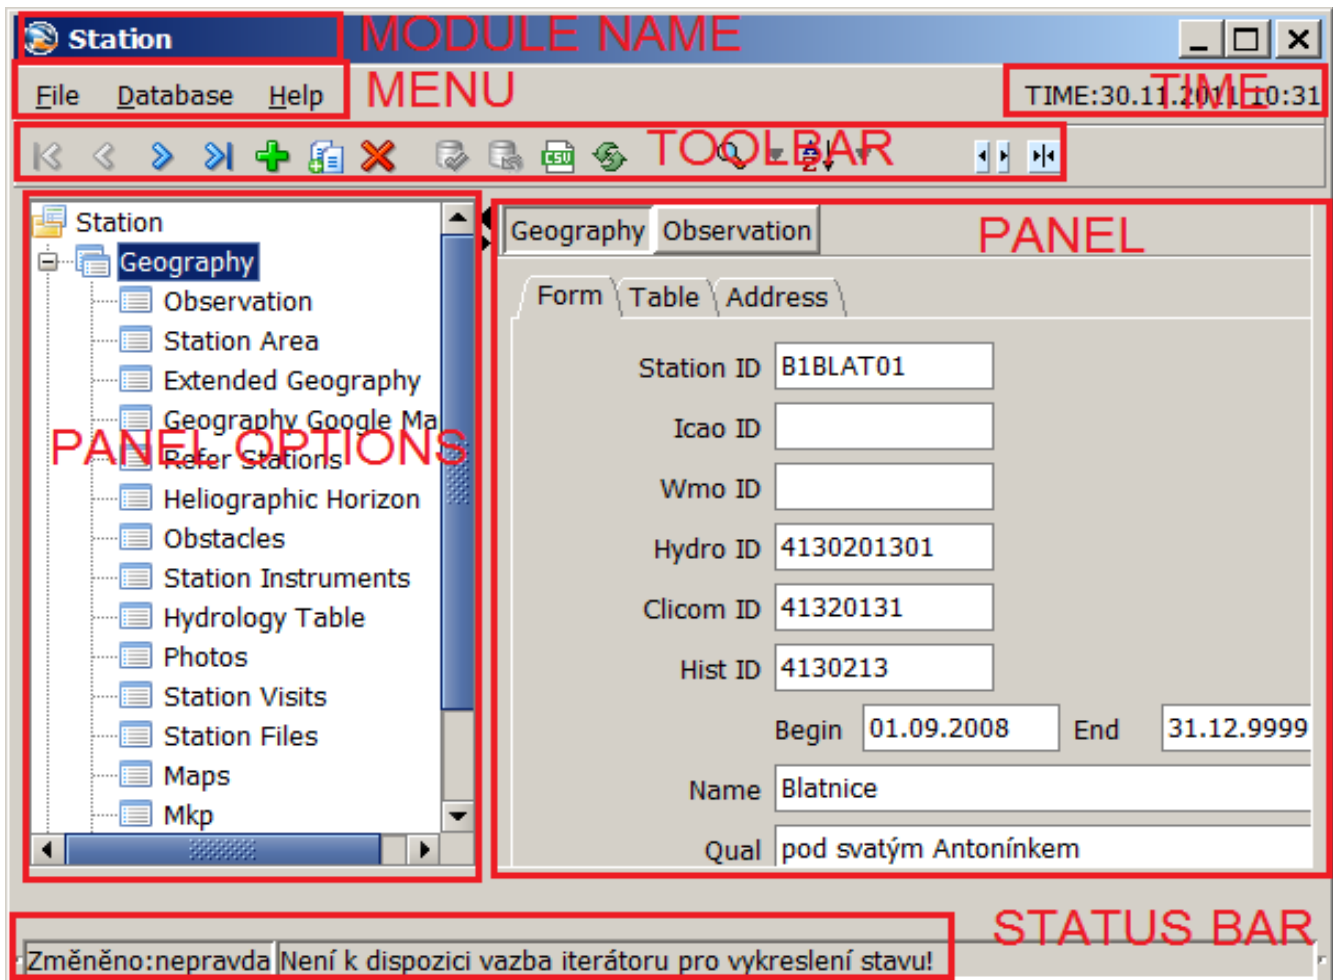 Station MODULE NAME
File Database Help MENU TIME:30.11.2011 10:31 TIME
TOOLBAR
CSV
A
Z
Station
Geography
Observation
Station Area
Extended Geography
Geography Google Ma
Refer Stations
Heliographic Horizon
Obstacles
Station Instruments
Hydrology Table
Photos
Station Visits
Station Files
Maps
Mkp
PANEL OPTIONS
Geography Observation PANEL
Form Table Address
Station ID B1BLAT01
Icao ID
Wmo ID
Hydro ID 4130201301
Clicom ID 41320131
Hist ID 4130213
Begin 01.09.2008 End 31.12.9999
Name Blatnice
Qual pod svatým Antonínkem
STATUS BAR
Změněno:nepravda Není k dispozici vazba iterátoru pro vykreslení stavu!